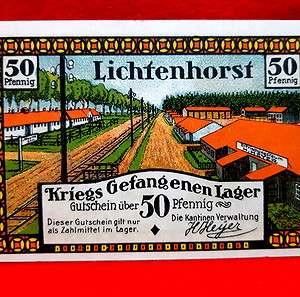 50 Pfennig
Lichtenhorst
50 Pfennig
Kriegs Gefangenen Lager
Gutschein über 50 Pfennig
Dieser Gutschein gilt nur
als Zahlmittel im Lager.
Die Kantinen Verwaltung
H. Meyer